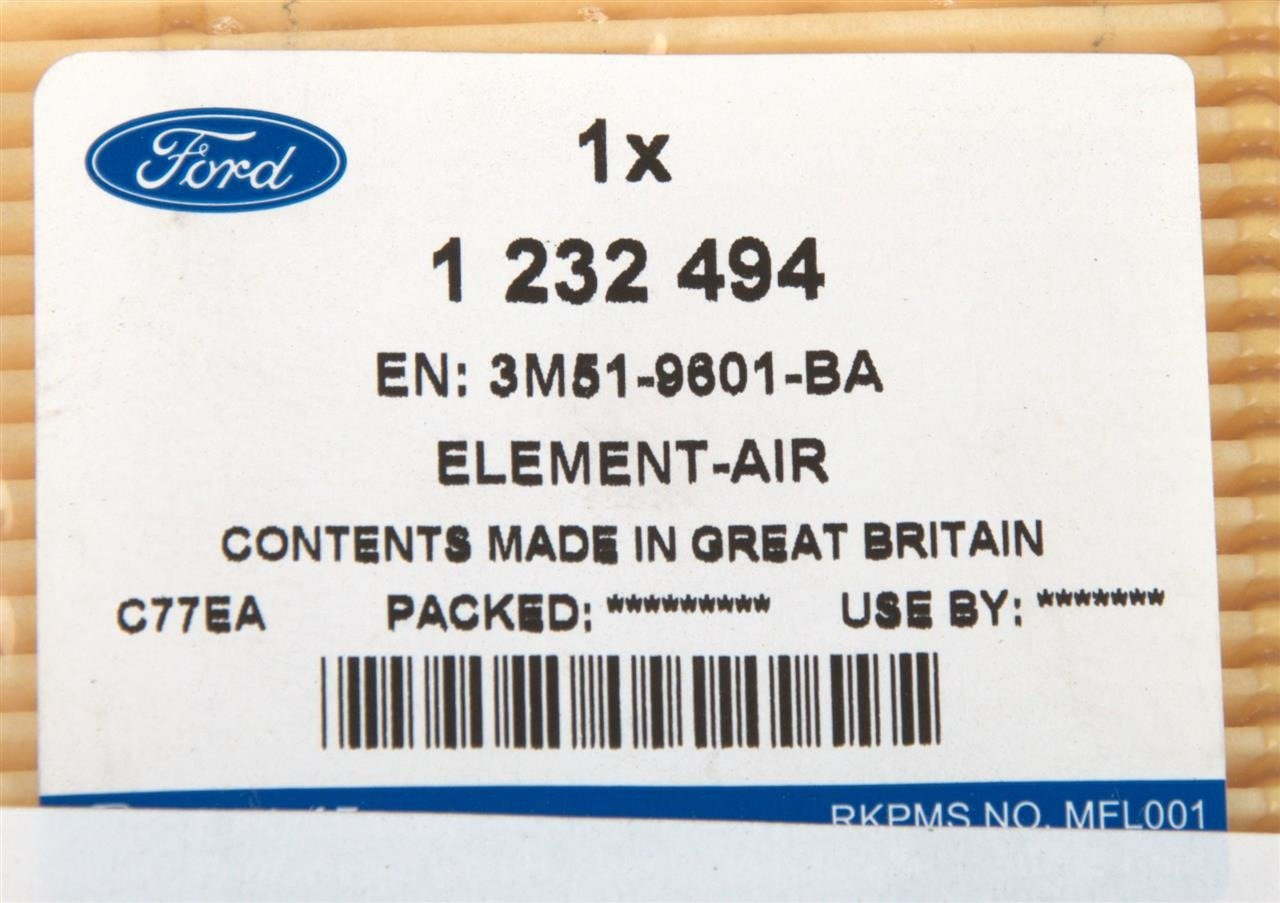 Ford
1x
1 232 494
EN: 3M51-9601-BA
ELEMENT-AIR
CONTENTS MADE IN GREAT BRITAIN
C77EA PACKED: ********* USE BY: *******
RKPMS NO. MFL001